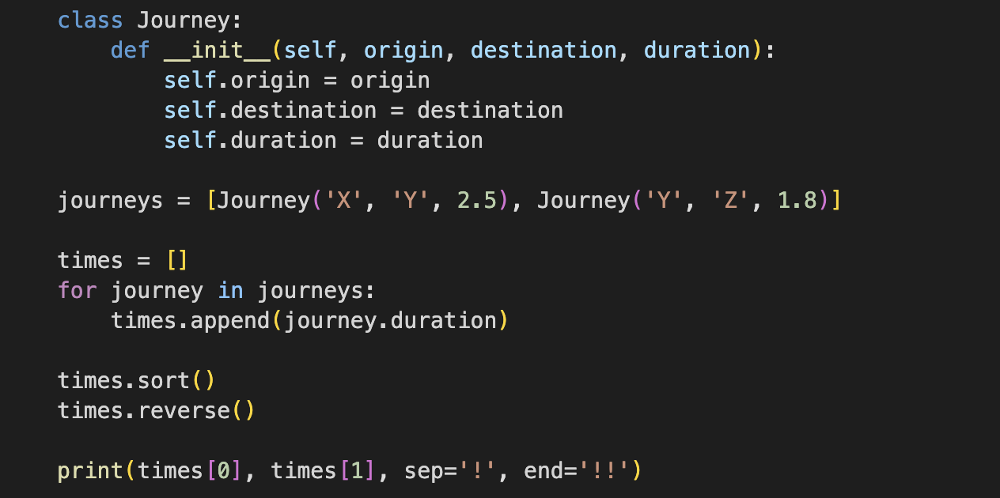 class Journey:
    def __init__(self, origin, destination, duration):
        self.origin = origin
        self.destination = destination
        self.duration = duration

journeys = [Journey('X', 'Y', 2.5), Journey('Y', 'Z', 1.8)]

times = []
for journey in journeys:
    times.append(journey.duration)

times.sort()
times.reverse()

print(times[0], times[1], sep='!', end='!!')